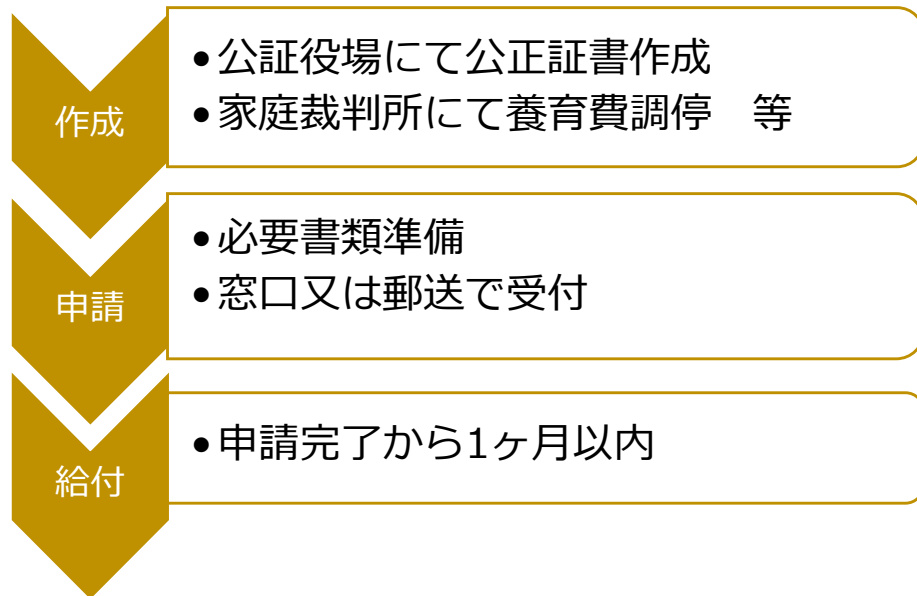 作成
•公証役場にて公正証書作成
•家庭裁判所にて養育費調停　等
申請
•必要書類準備
•窓口又は郵送で受付
給付
•申請完了から1ヶ月以内